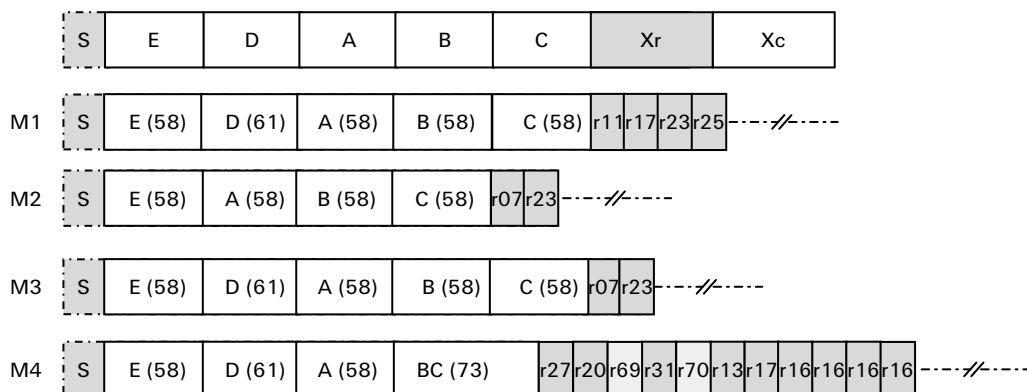 S E D A B C Xr Xc
M1 S E (58) D (61) A (58) B (58) C (58) r11 r17 r23 r25
M2 S E (58) A (58) B (58) C (58) r07 r23
M3 S E (58) D (61) A (58) B (58) C (58) r07 r23
M4 S E (58) D (61) A (58) BC (73) r27 r20 r69 r31 r70 r13 r17 r16 r16 r16 r16